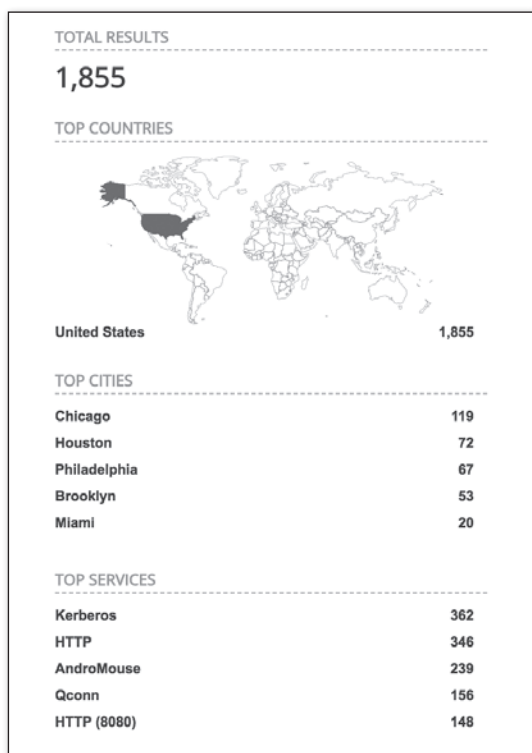 TOTAL RESULTS
1,855
TOP COUNTRIES
United States 1,855
TOP CITIES
Chicago 119
Houston 72
Philadelphia 67
Brooklyn 53
Miami 20
TOP SERVICES
Kerberos 362
HTTP 346
AndroMouse 239
Qconn 156
HTTP (8080) 148